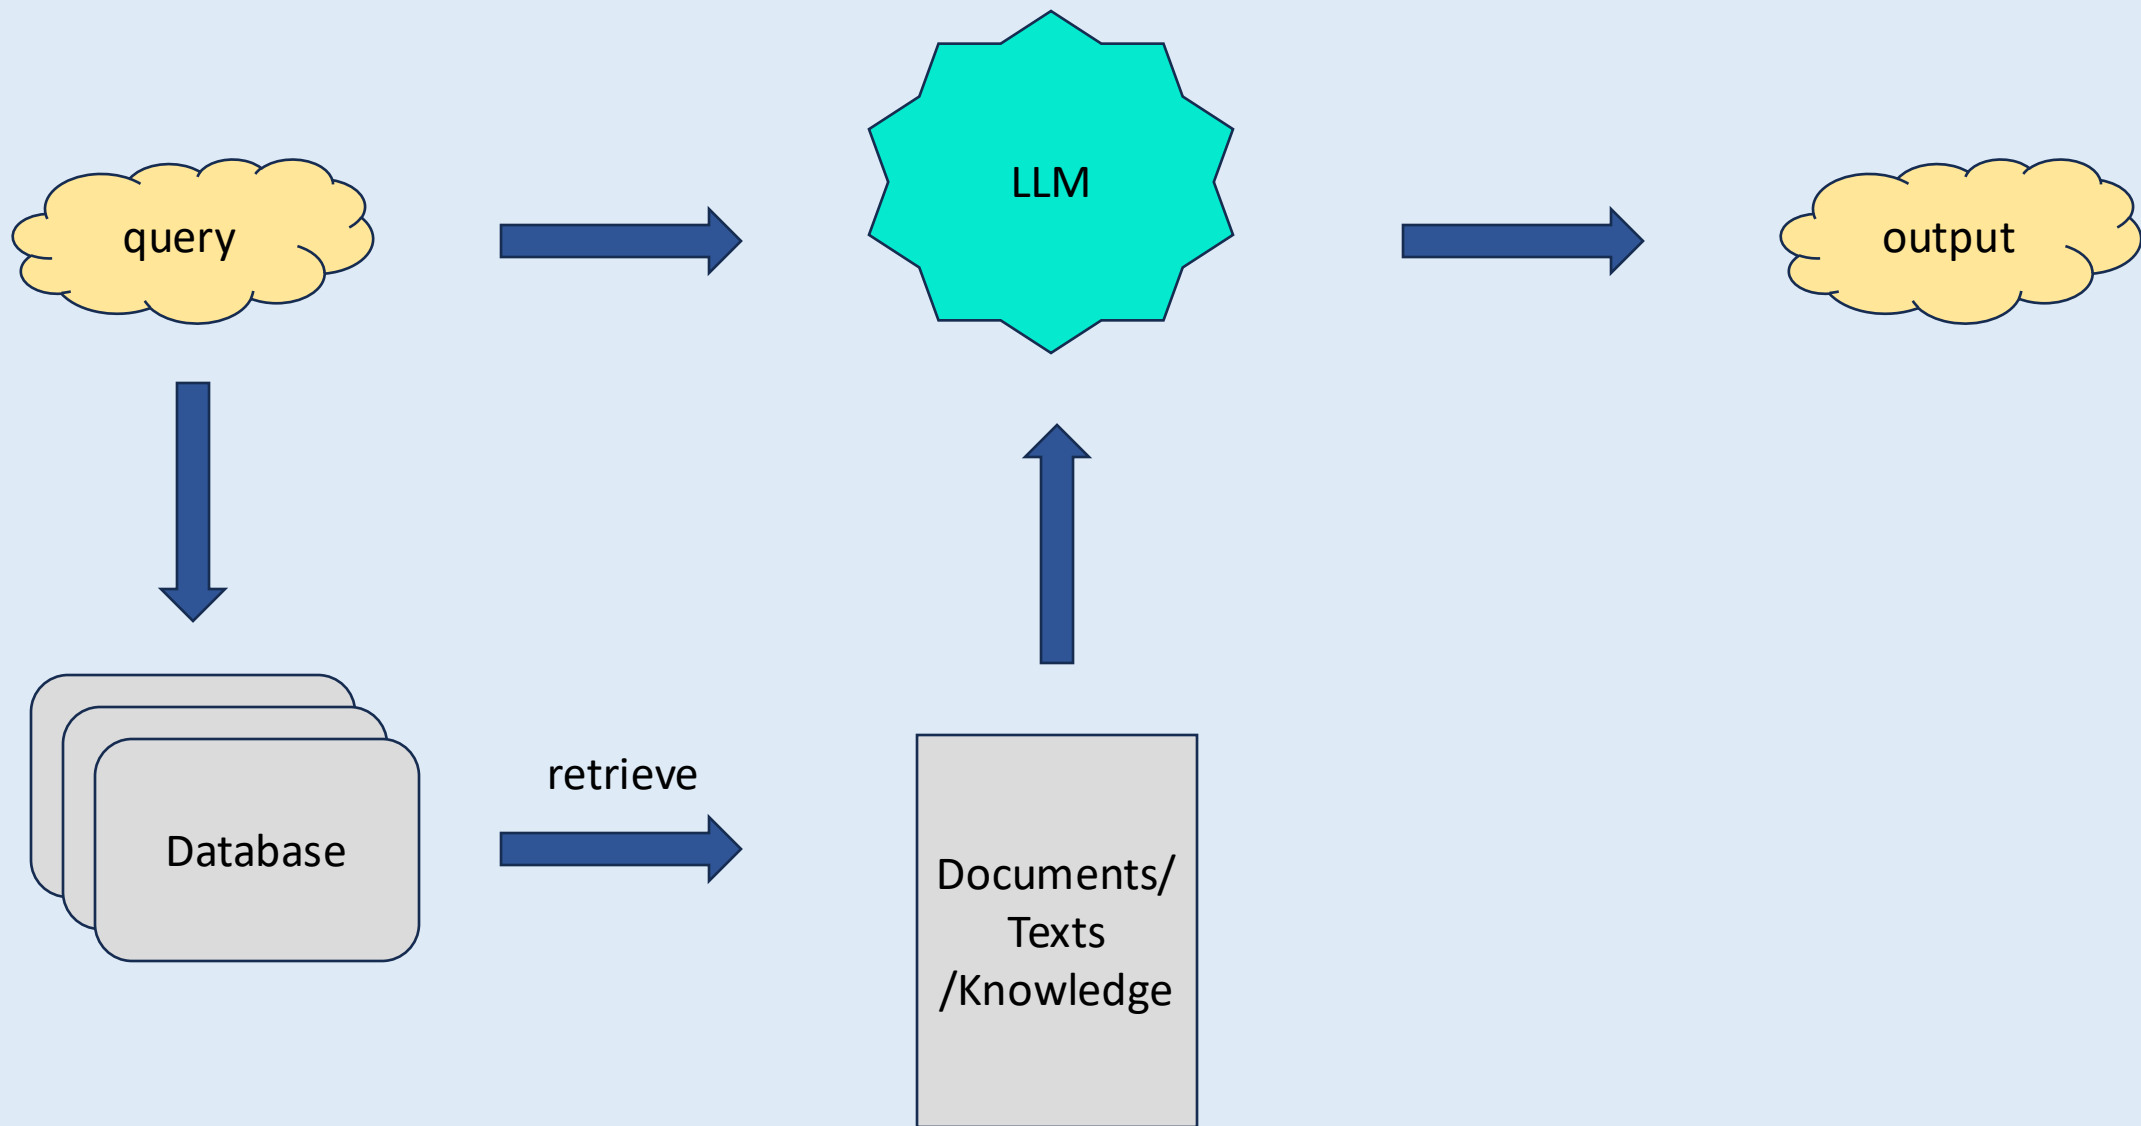 LLM
query
output
retrieve
Database
Documents/
Texts
/Knowledge